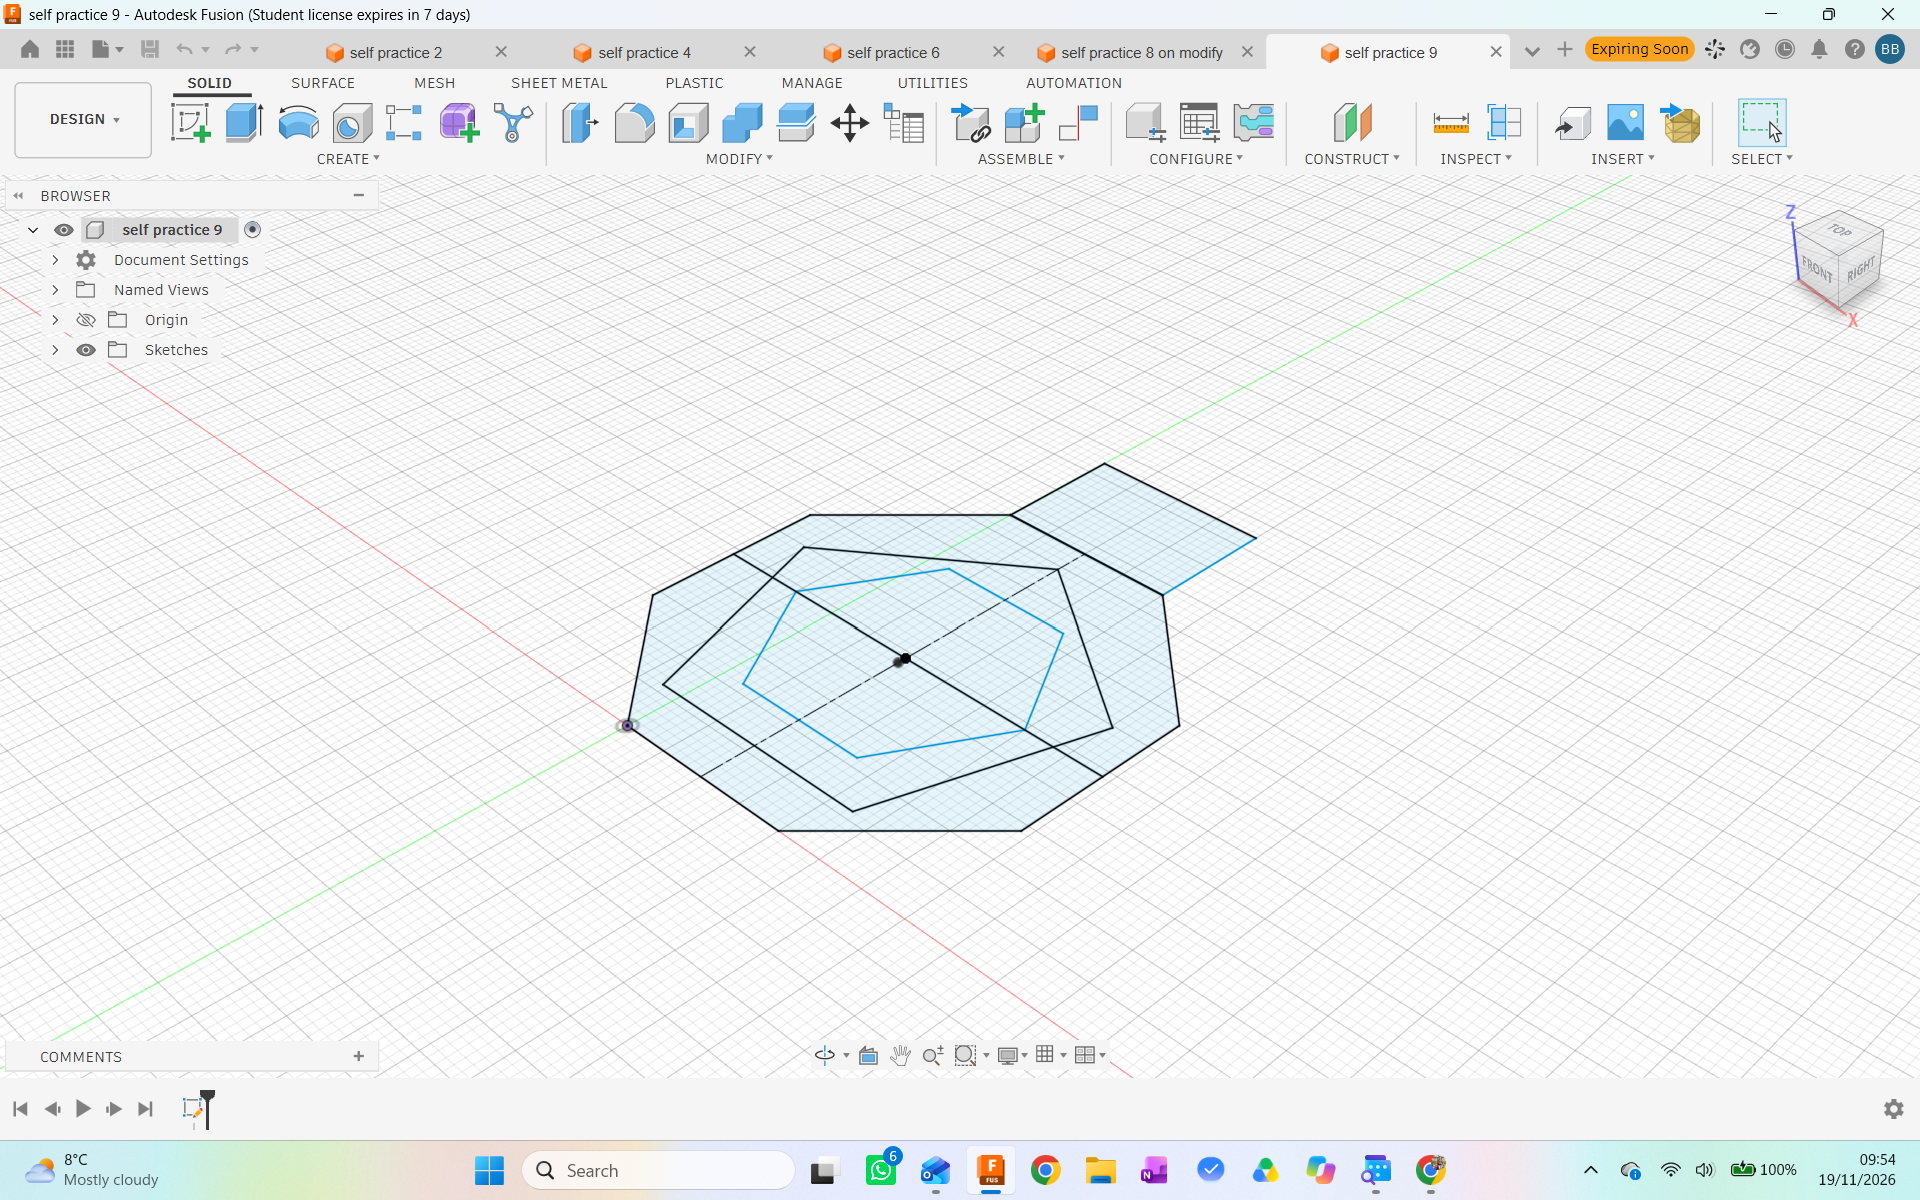 self practice 9 - Autodesk Fusion (Student license expires in 7 days)
self practice 2
self practice 4
self practice 6
self practice 8 on modify
self practice 9
Expiring Soon
BB
SOLID
SURFACE
MESH
SHEET METAL
PLASTIC
MANAGE
UTILITIES
AUTOMATION
DESIGN
CREATE
MODIFY
ASSEMBLE
CONFIGURE
CONSTRUCT
INSPECT
INSERT
SELECT
BROWSER
self practice 9
Document Settings
Named Views
Origin
Sketches
Z
TOP
FRONT
RIGHT
X
COMMENTS
8°C
Mostly cloudy
Search
6
F
FUS
100%
09:54
19/11/2026